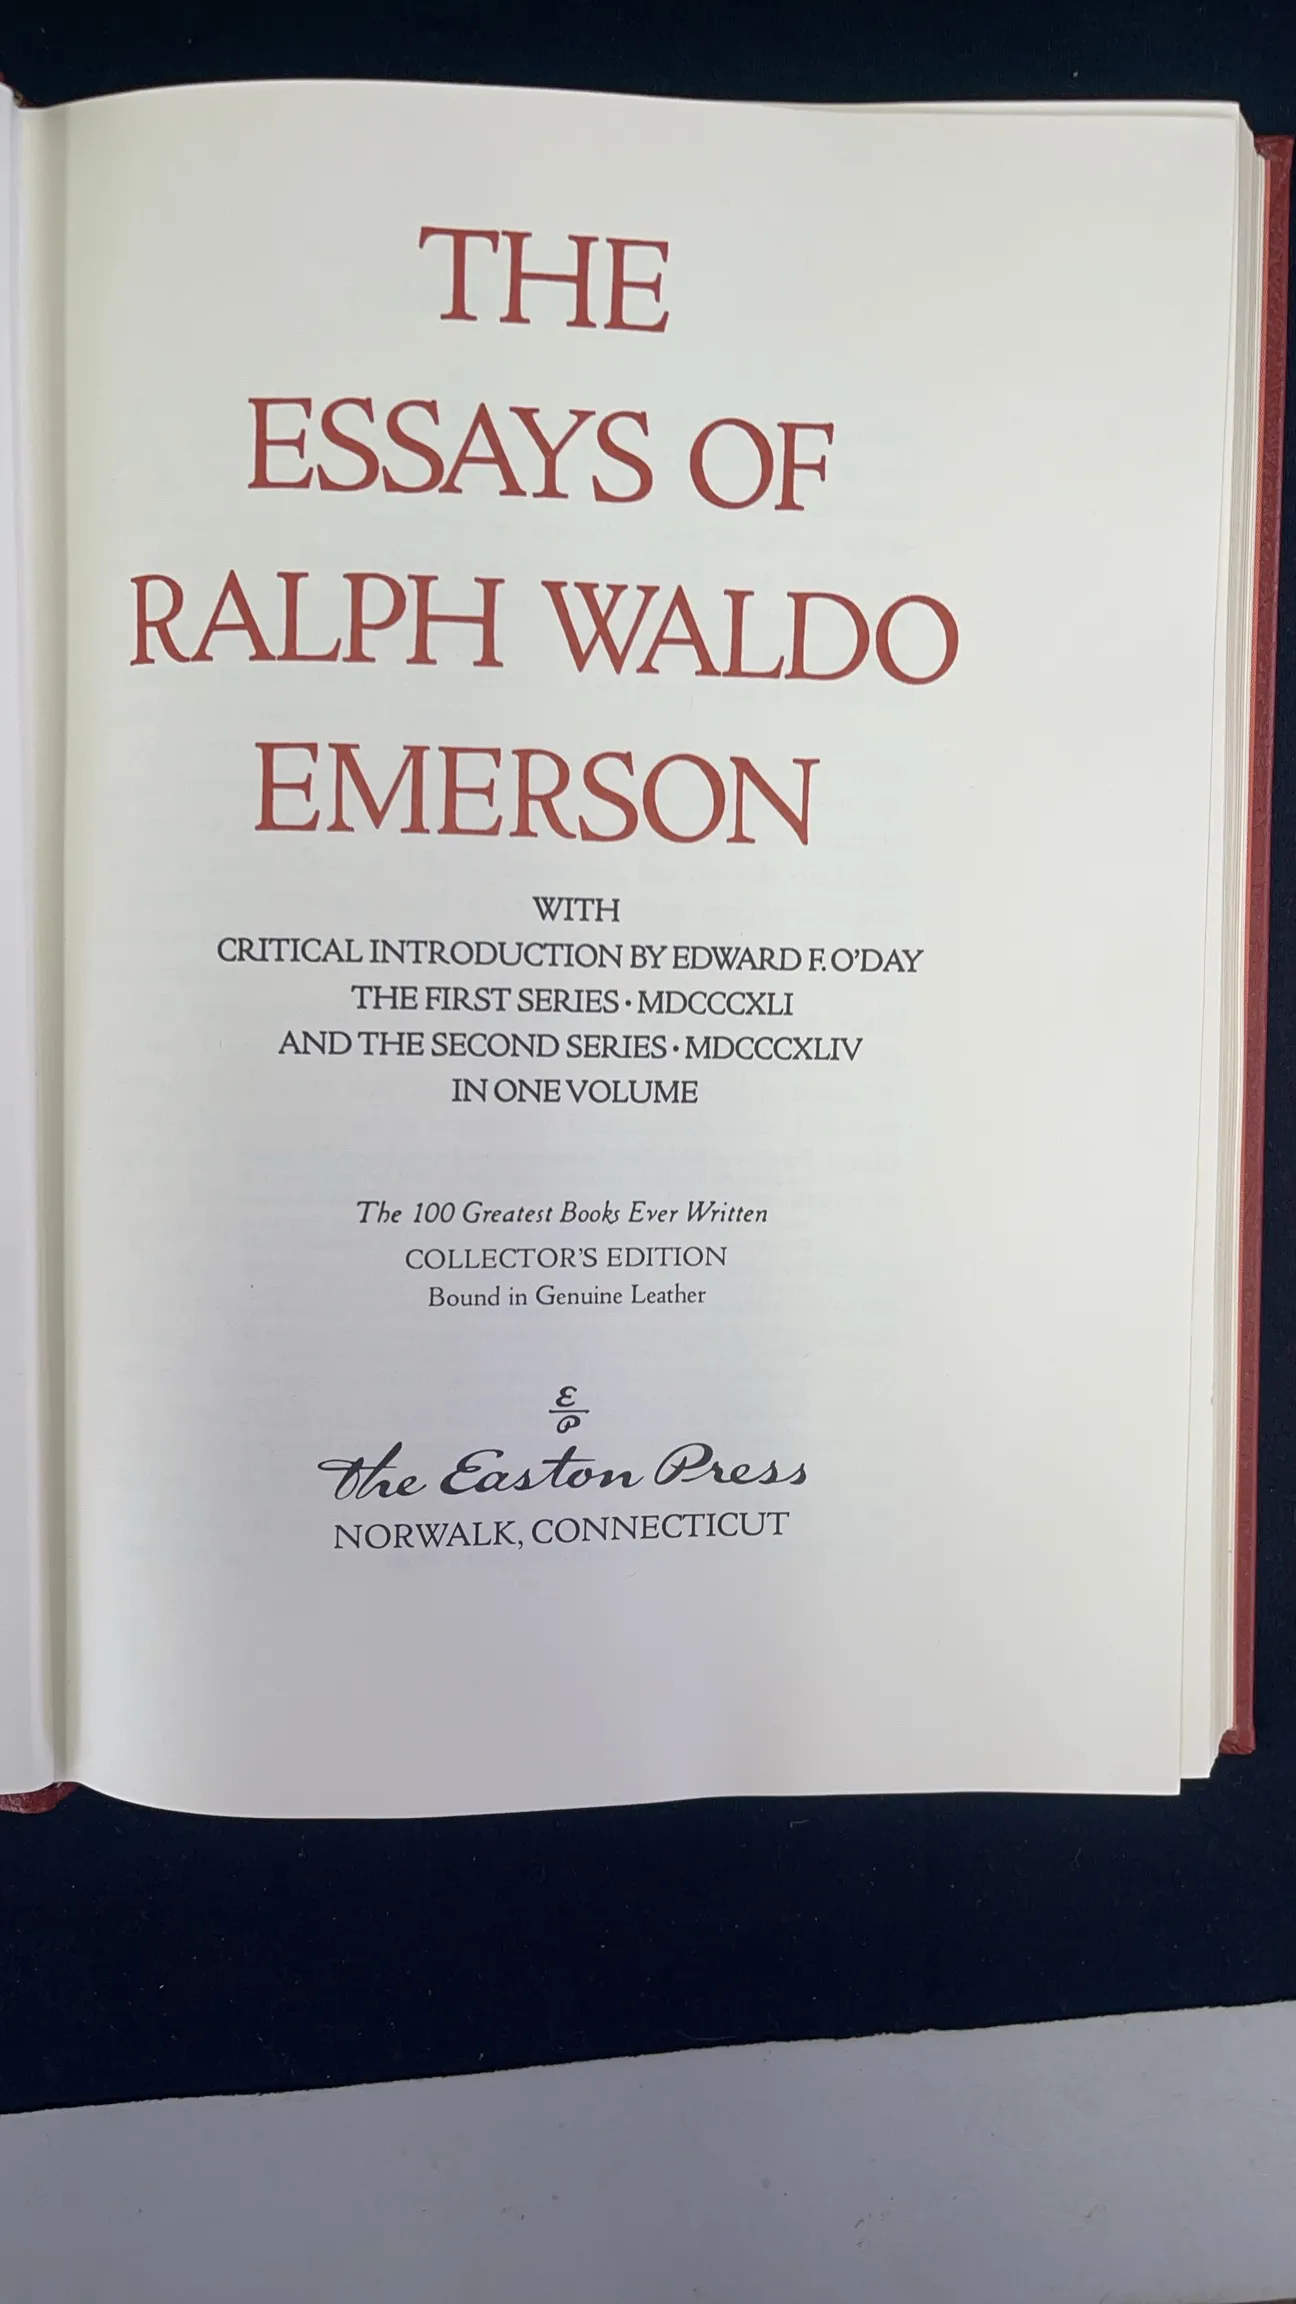 THE
ESSAYS OF
RALPH WALDO
EMERSON
WITH
CRITICAL INTRODUCTION BY EDWARD F. O'DAY
THE FIRST SERIES · MDCCCXLI
AND THE SECOND SERIES · MDCCCXLIV
IN ONE VOLUME
The 100 Greatest Books Ever Written
COLLECTOR'S EDITION
Bound in Genuine Leather
E
P
The Easton Press
NORWALK, CONNECTICUT